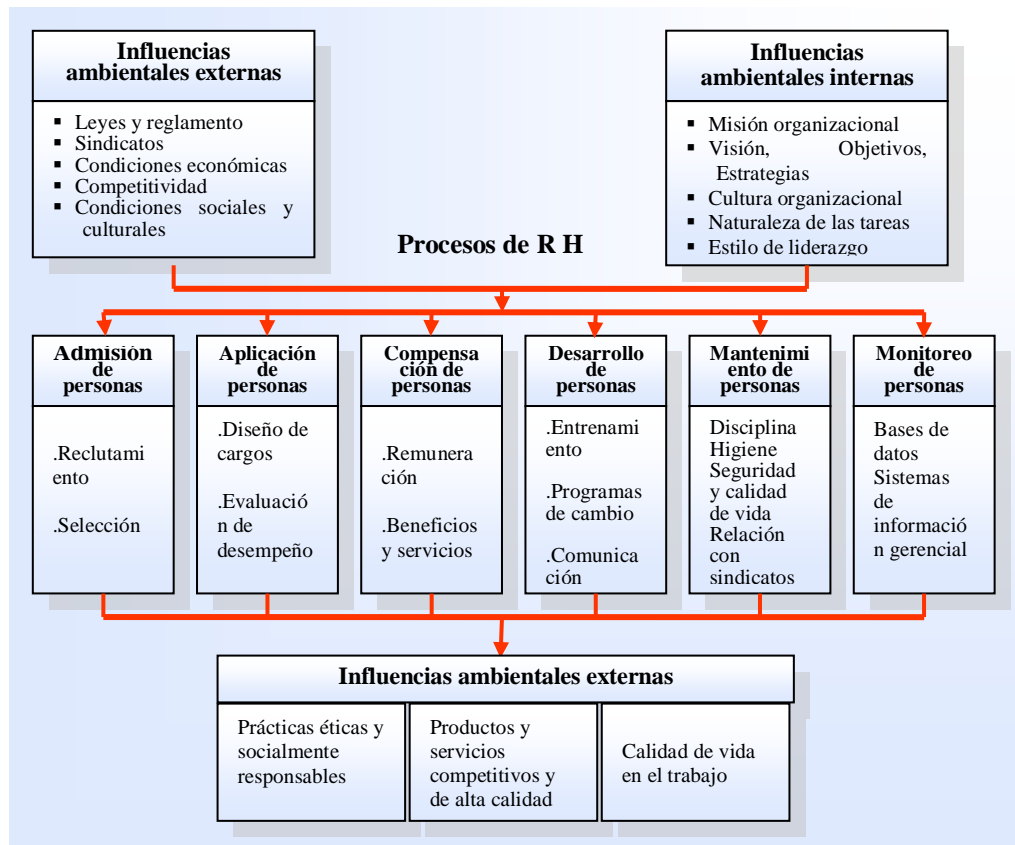 Influencias
ambientales externas
▪ Leyes y reglamento
▪ Sindicatos
▪ Condiciones económicas
▪ Competitividad
▪ Condiciones sociales y
culturales
Influencias
ambientales internas
▪ Misión organizacional
▪ Visión, Objetivos,
Estrategias
▪ Cultura organizacional
▪ Naturaleza de las tareas
▪ Estilo de liderazgo
Procesos de R H
Admisión
de
personas
.Reclutami
ento
.Selección
Aplicación
de
personas
.Diseño de
cargos
.Evaluació
n de
desempeño
Compensa
ción de
personas
.Remunera
ción
.Beneficios
y servicios
Desarrollo
de
personas
.Entrenami
ento
.Programas
de cambio
.Comunica
ción
Mantenimi
ento de
personas
Disciplina
Higiene
Seguridad
y calidad
de vida
Relación
con
sindicatos
Monitoreo
de
personas
Bases de
datos
Sistemas
de
informació
n gerencial
Influencias ambientales externas
Prácticas éticas y
socialmente
responsables
Productos y
servicios
competitivos y
de alta calidad
Calidad de vida
en el trabajo